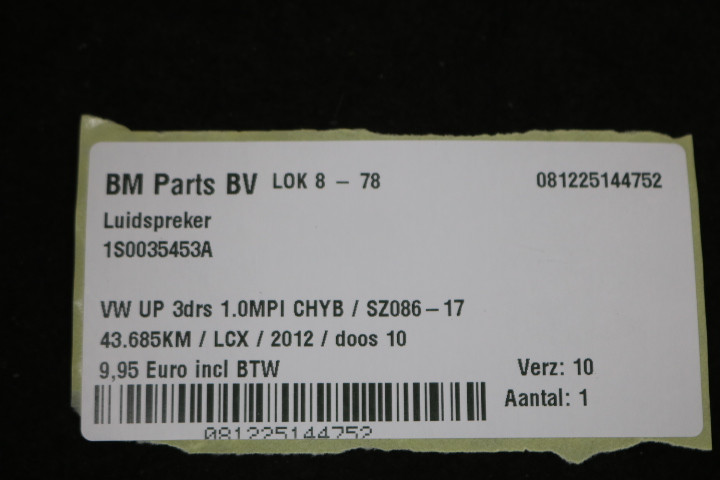 BM Parts BV LOK 8 – 78 081225144752
Luidspreker
1S0035453A
VW UP 3drs 1.0MPI CHYB / SZ086–17
43.685KM / LCX / 2012 / doos 10
9,95 Euro incl BTW Verz: 10
Aantal: 1
081225144752